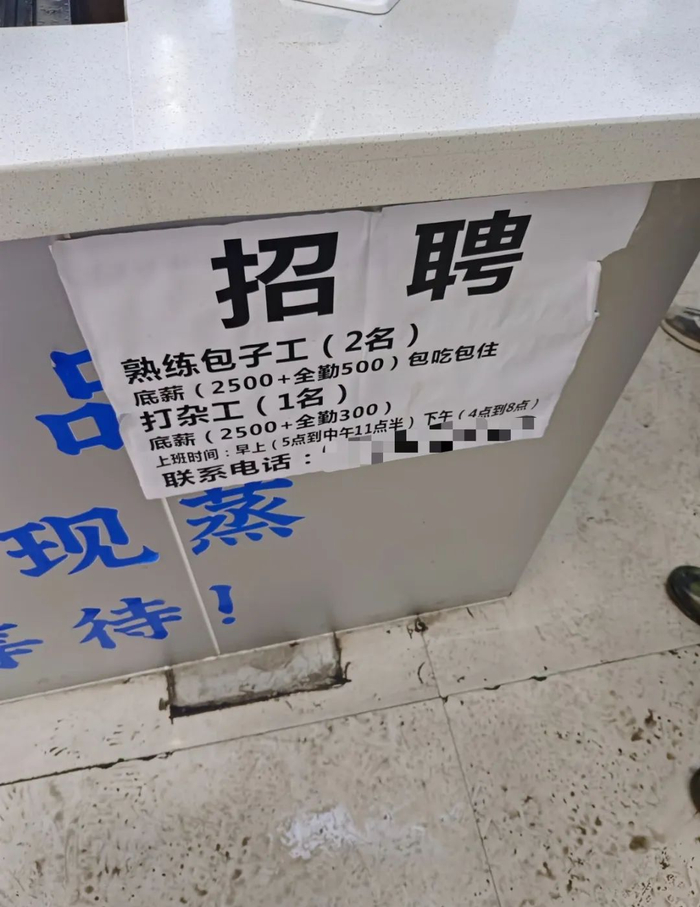 招聘
熟练包子工（2名）
底薪（2500+全勤500）包吃包住
打杂工（1名）
底薪（2500+全勤300）
上班时间：早上（5点到中午11点半）下午（4点到8点）
联系电话：
品
现蒸
等待！